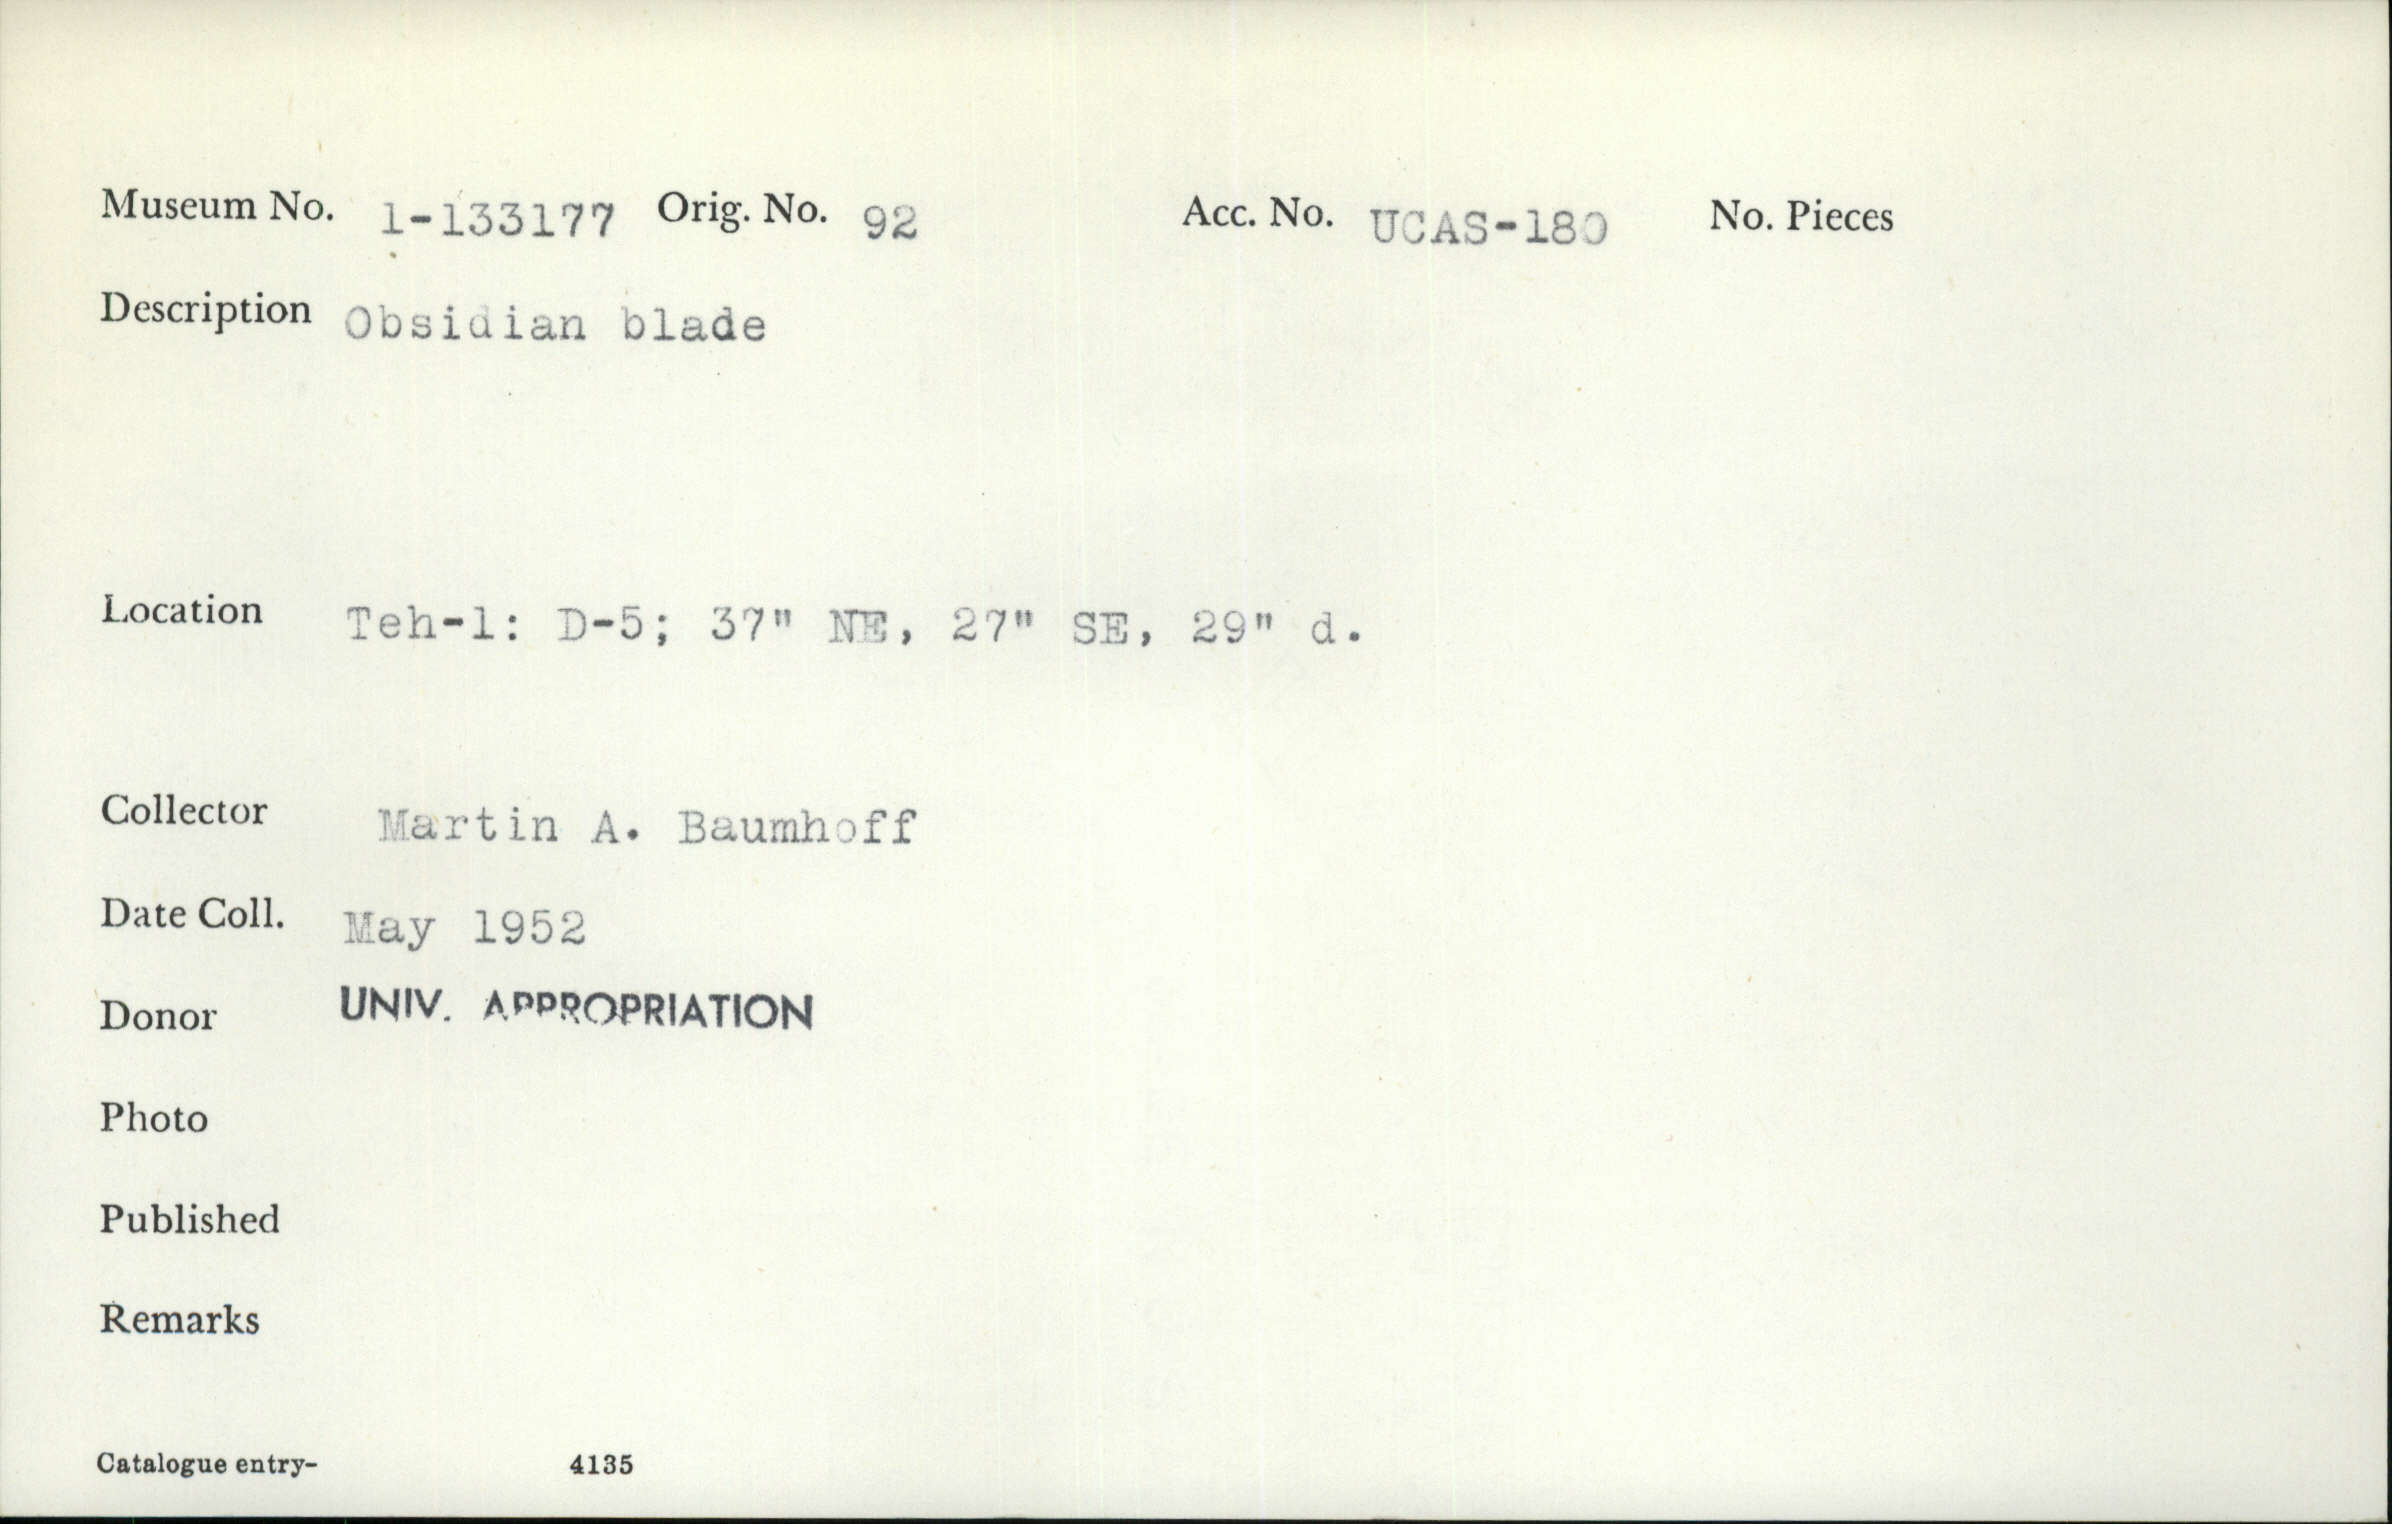 Museum No. 1-133177 Orig. No. 92 Acc. No. UCAS-180 No. Pieces
Description Obsidian blade
Location Teh-1: D-5; 37" NE, 27" SE, 29" d.
Collector Martin A. Baumhoff
Date Coll. May 1952
Donor UNIV. APPROPRIATION
Photo
Published
Remarks
Catalogue entry- 4135